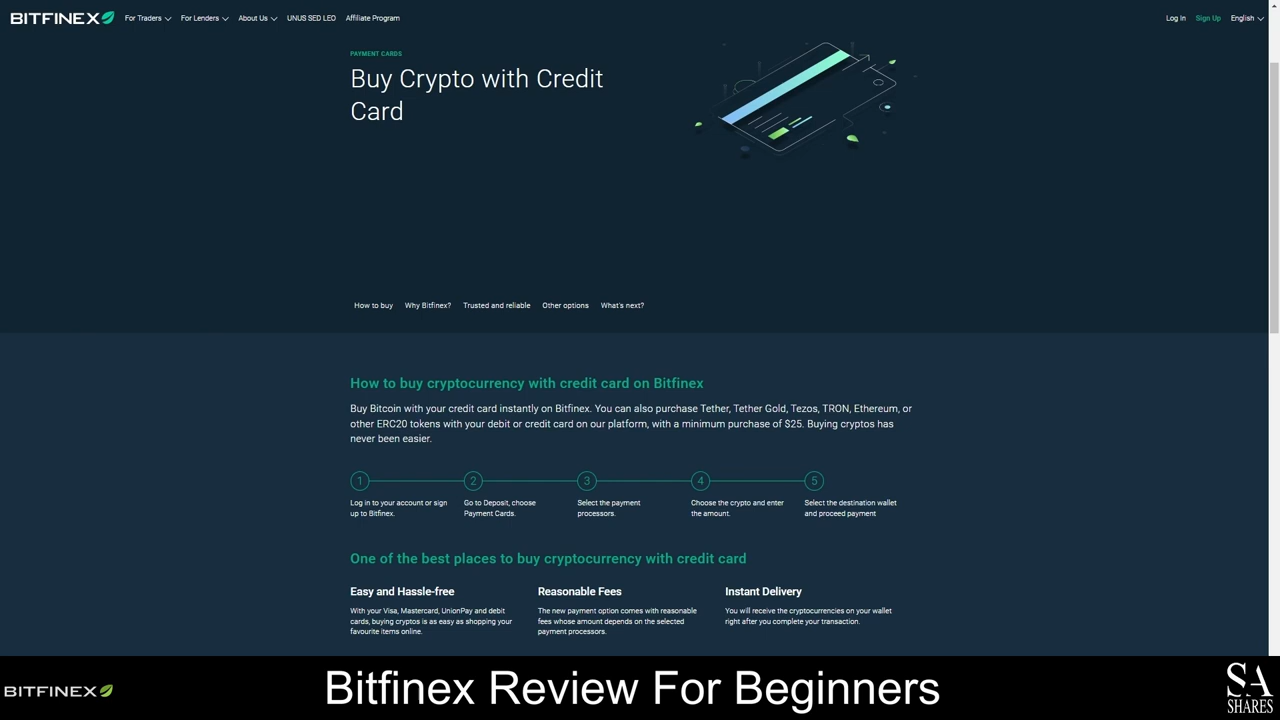 BITFINEX For Traders For Lenders About Us UNUS SED LEO Affiliate Program Log In Sign Up English
PAYMENT CARDS
Buy Crypto with Credit
Card
How to buy Why Bitfinex? Trusted and reliable Other options What's next?
How to buy cryptocurrency with credit card on Bitfinex
Buy Bitcoin with your credit card instantly on Bitfinex. You can also purchase Tether, Tether Gold, Tezos, TRON, Ethereum, or
other ERC20 tokens with your debit or credit card on our platform, with a minimum purchase of $25. Buying cryptos has
never been easier.
1 2 3 4 5
Log in to your account or sign
up to Bitfinex.
Go to Deposit, choose
Payment Cards.
Select the payment
processors.
Choose the crypto and enter
the amount.
Select the destination wallet
and proceed payment
One of the best places to buy cryptocurrency with credit card
Easy and Hassle-free
With your Visa, Mastercard, UnionPay and debit
cards, buying cryptos is as easy as shopping your
favourite items online.
Reasonable Fees
The new payment option comes with reasonable
fees whose amount depends on the selected
payment processors.
Instant Delivery
You will receive the cryptocurrencies on your wallet
right after you complete your transaction.
BITFINEX
Bitfinex Review For Beginners
SA
SHARES